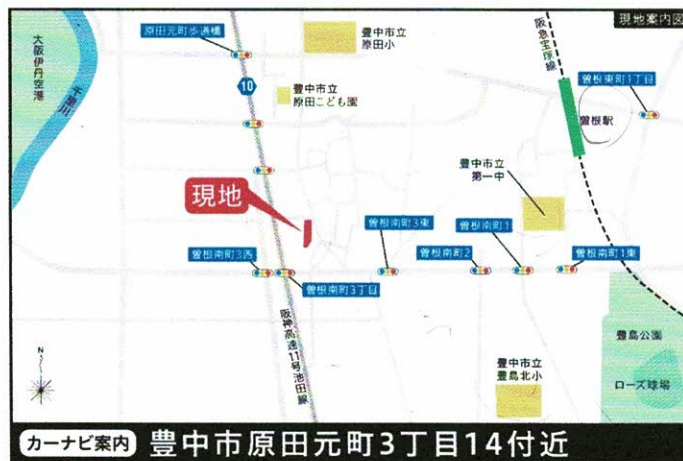 現地案内図
原田元町歩道橋
豊中市立
原田小
阪急宝塚線
大阪伊丹空港
千里川
10
豊中市立
原田こども園
曽根東町1丁目
曽根駅
現地
豊中市立
第一中
曽根南町3西
曽根南町3丁目
曽根南町3東
曽根南町2
曽根南町1
曽根南町1東
阪神高速11号池田線
豊島公園
ローズ球場
豊中市立
豊島北小
N
カーナビ案内 豊中市原田元町3丁目14付近